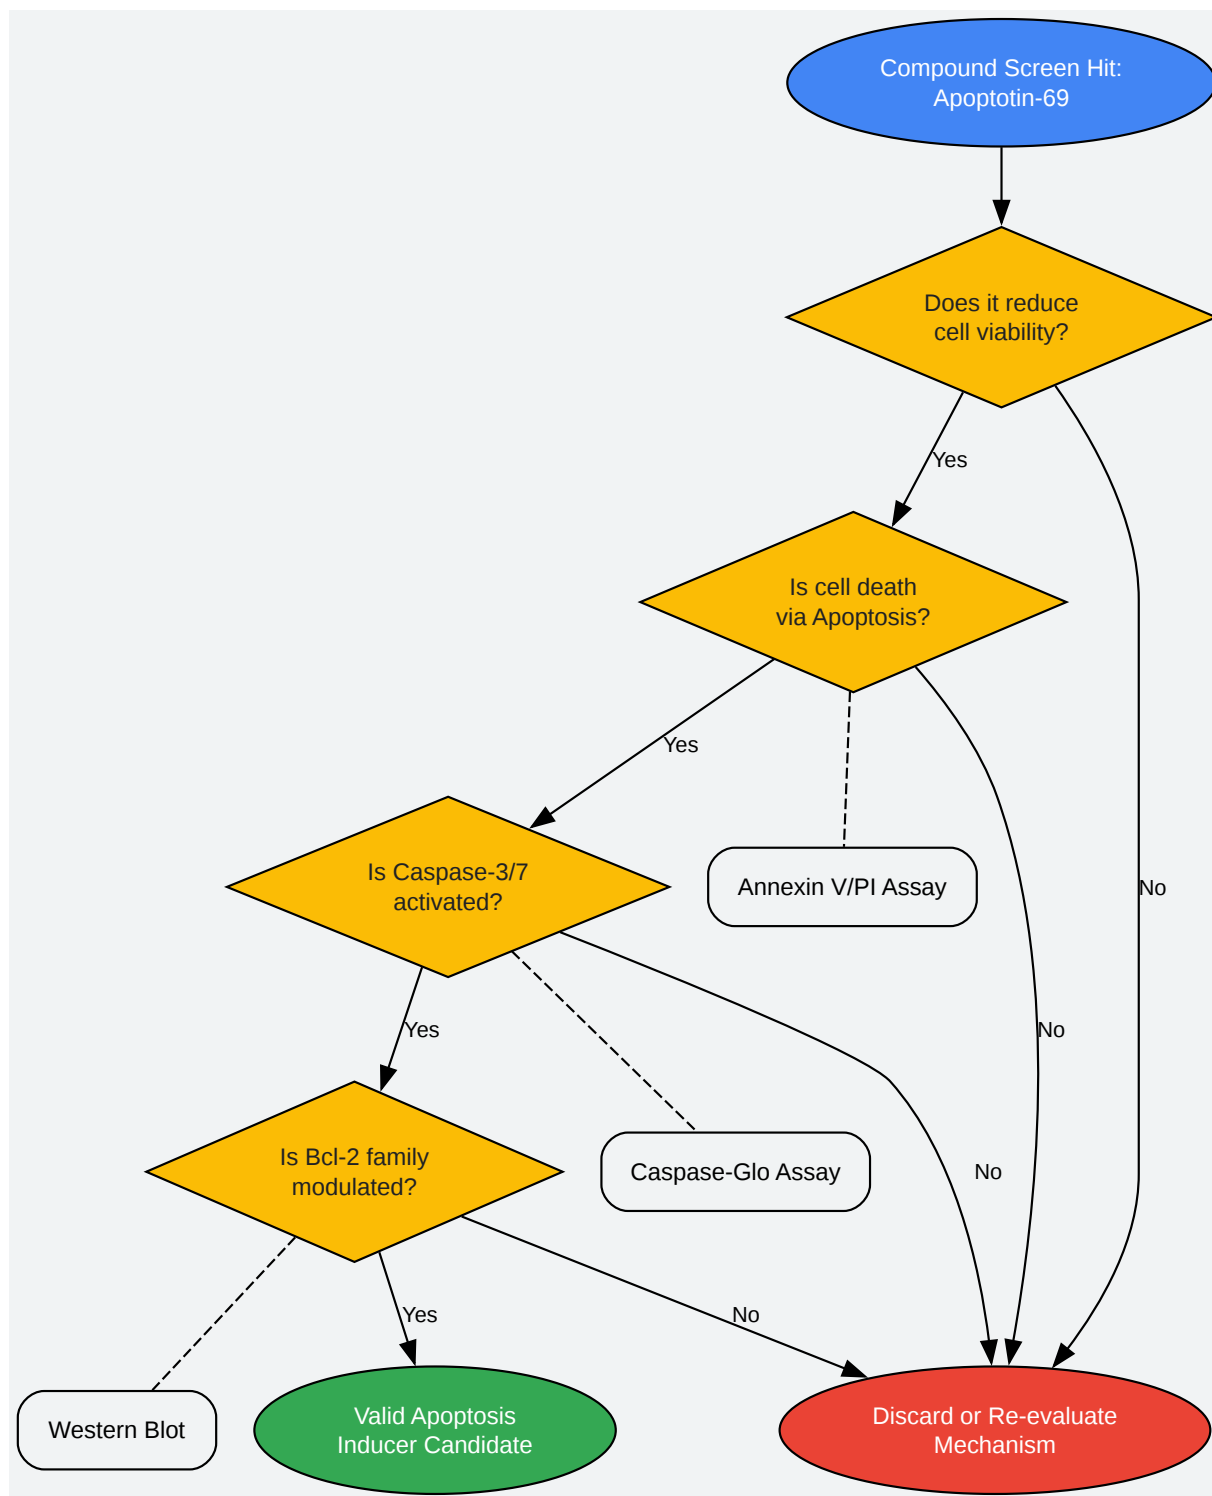 Compound Screen Hit:
Apoptotin-69
Does it reduce
cell viability?
Yes
Is cell death
via Apoptosis?
Yes
Is Caspase-3/7
activated?
Annexin V/PI Assay
No
Yes
No
Is Bcl-2 family
modulated?
Caspase-Glo Assay
No
Yes
No
Western Blot
Valid Apoptosis
Inducer Candidate
Discard or Re-evaluate
Mechanism